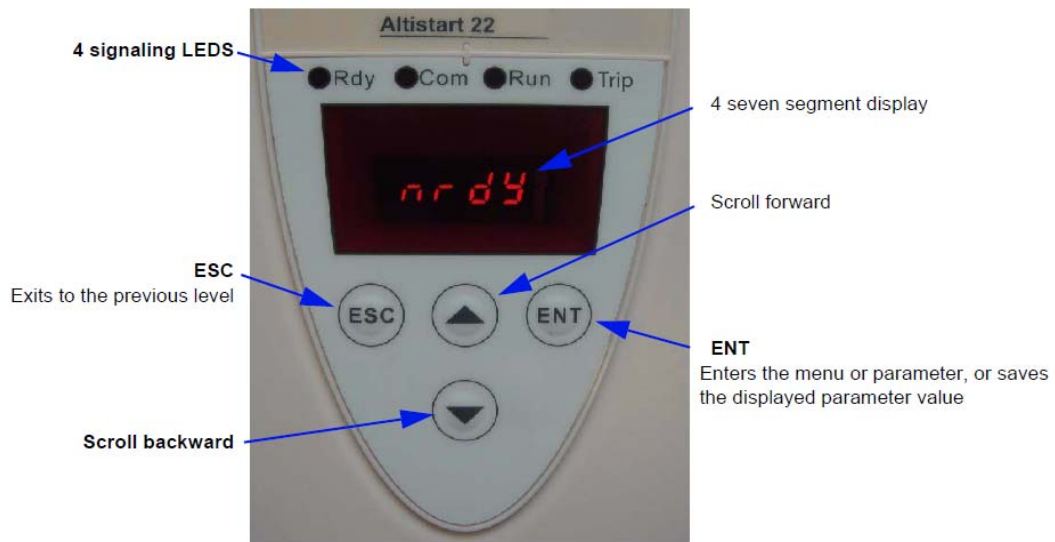 Altistart 22
4 signaling LEDS
Rdy Com Run Trip
4 seven segment display
nrdy
Scroll forward
ESC
Exits to the previous level
ESC
ENT
ENT
Enters the menu or parameter, or saves
the displayed parameter value
Scroll backward